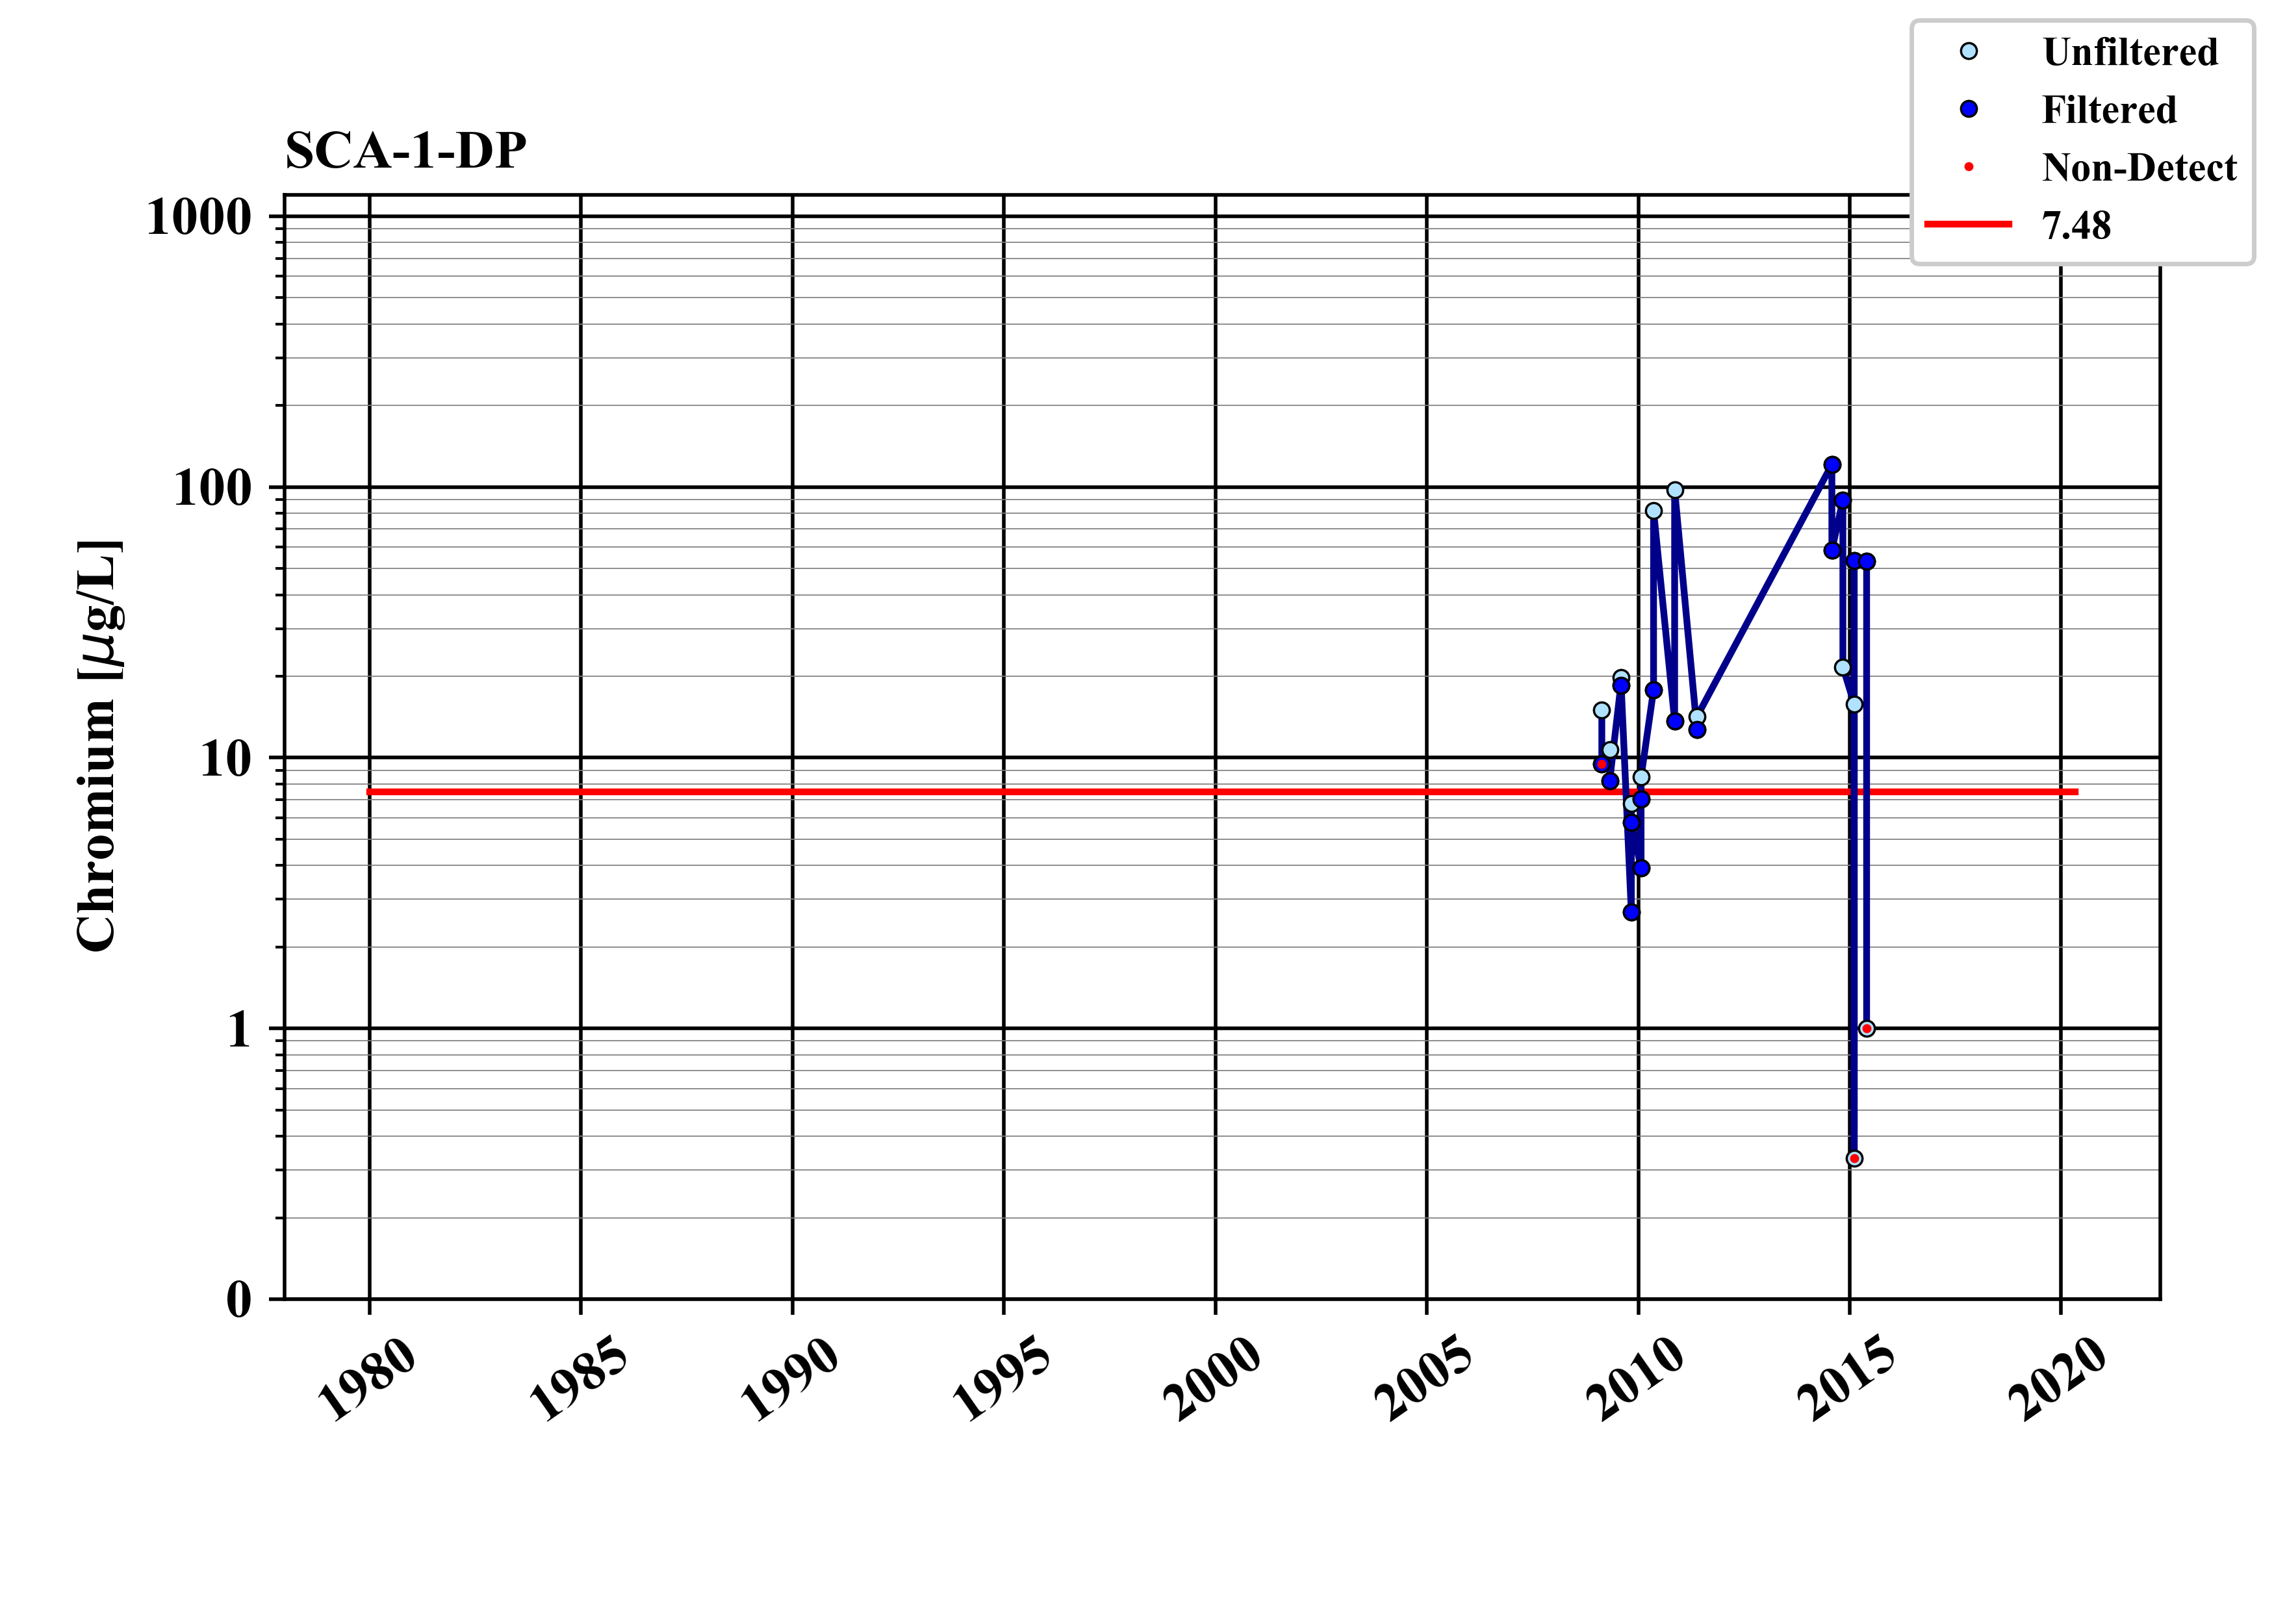 Unfiltered
Filtered
Non-Detect
7.48
SCA-1-DP
1000
100
10
1
0
Chromium [μg/L]
1980 1985 1990 1995 2000 2005 2010 2015 2020